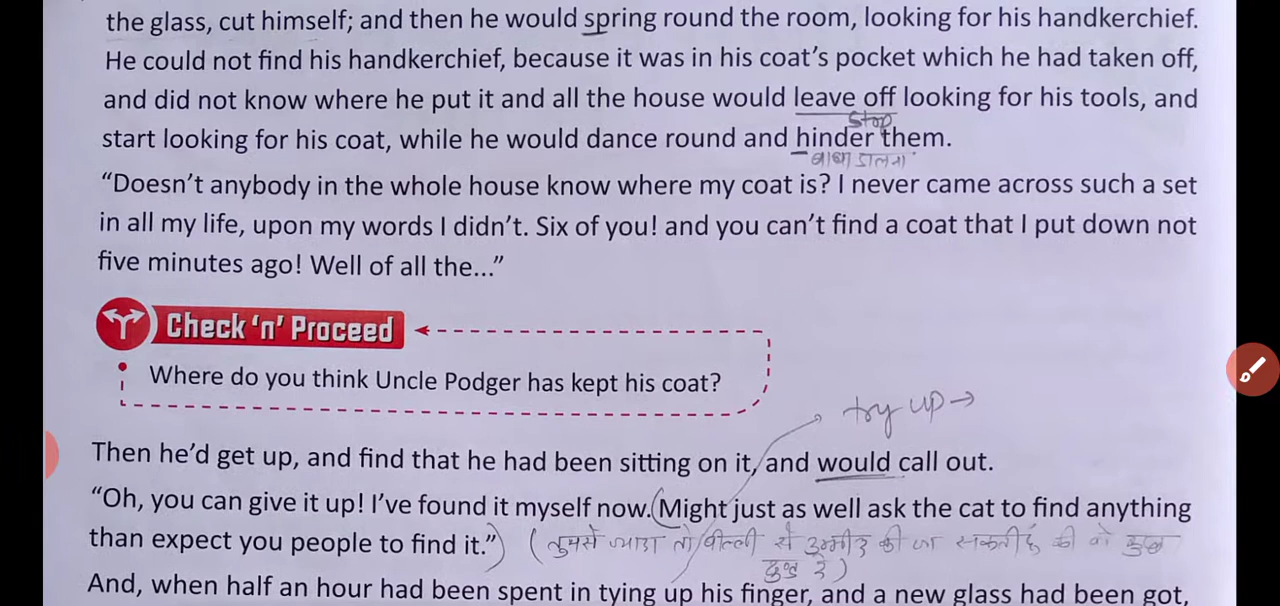 the glass, cut himself; and then he would spring round the room, looking for his handkerchief.
He could not find his handkerchief, because it was in his coat's pocket which he had taken off,
and did not know where he put it and all the house would leave off looking for his tools, and
stop
start looking for his coat, while he would dance round and hinder them.
बाधा डालना
“Doesn't anybody in the whole house know where my coat is? I never came across such a set
in all my life, upon my words I didn't. Six of you! and you can't find a coat that I put down not
five minutes ago! Well of all the...”
Check 'n' Proceed
Where do you think Uncle Podger has kept his coat?
try up →
Then he'd get up, and find that he had been sitting on it, and would call out.
“Oh, you can give it up! I've found it myself now. (Might just as well ask the cat to find anything
than expect you people to find it.”) (तुमसे ज्यादा तो बिल्ली से उम्मीद की जा सकती है की वो कुछ
ढूंढ दे)
And, when half an hour had been spent in tying up his finger, and a new glass had been got,